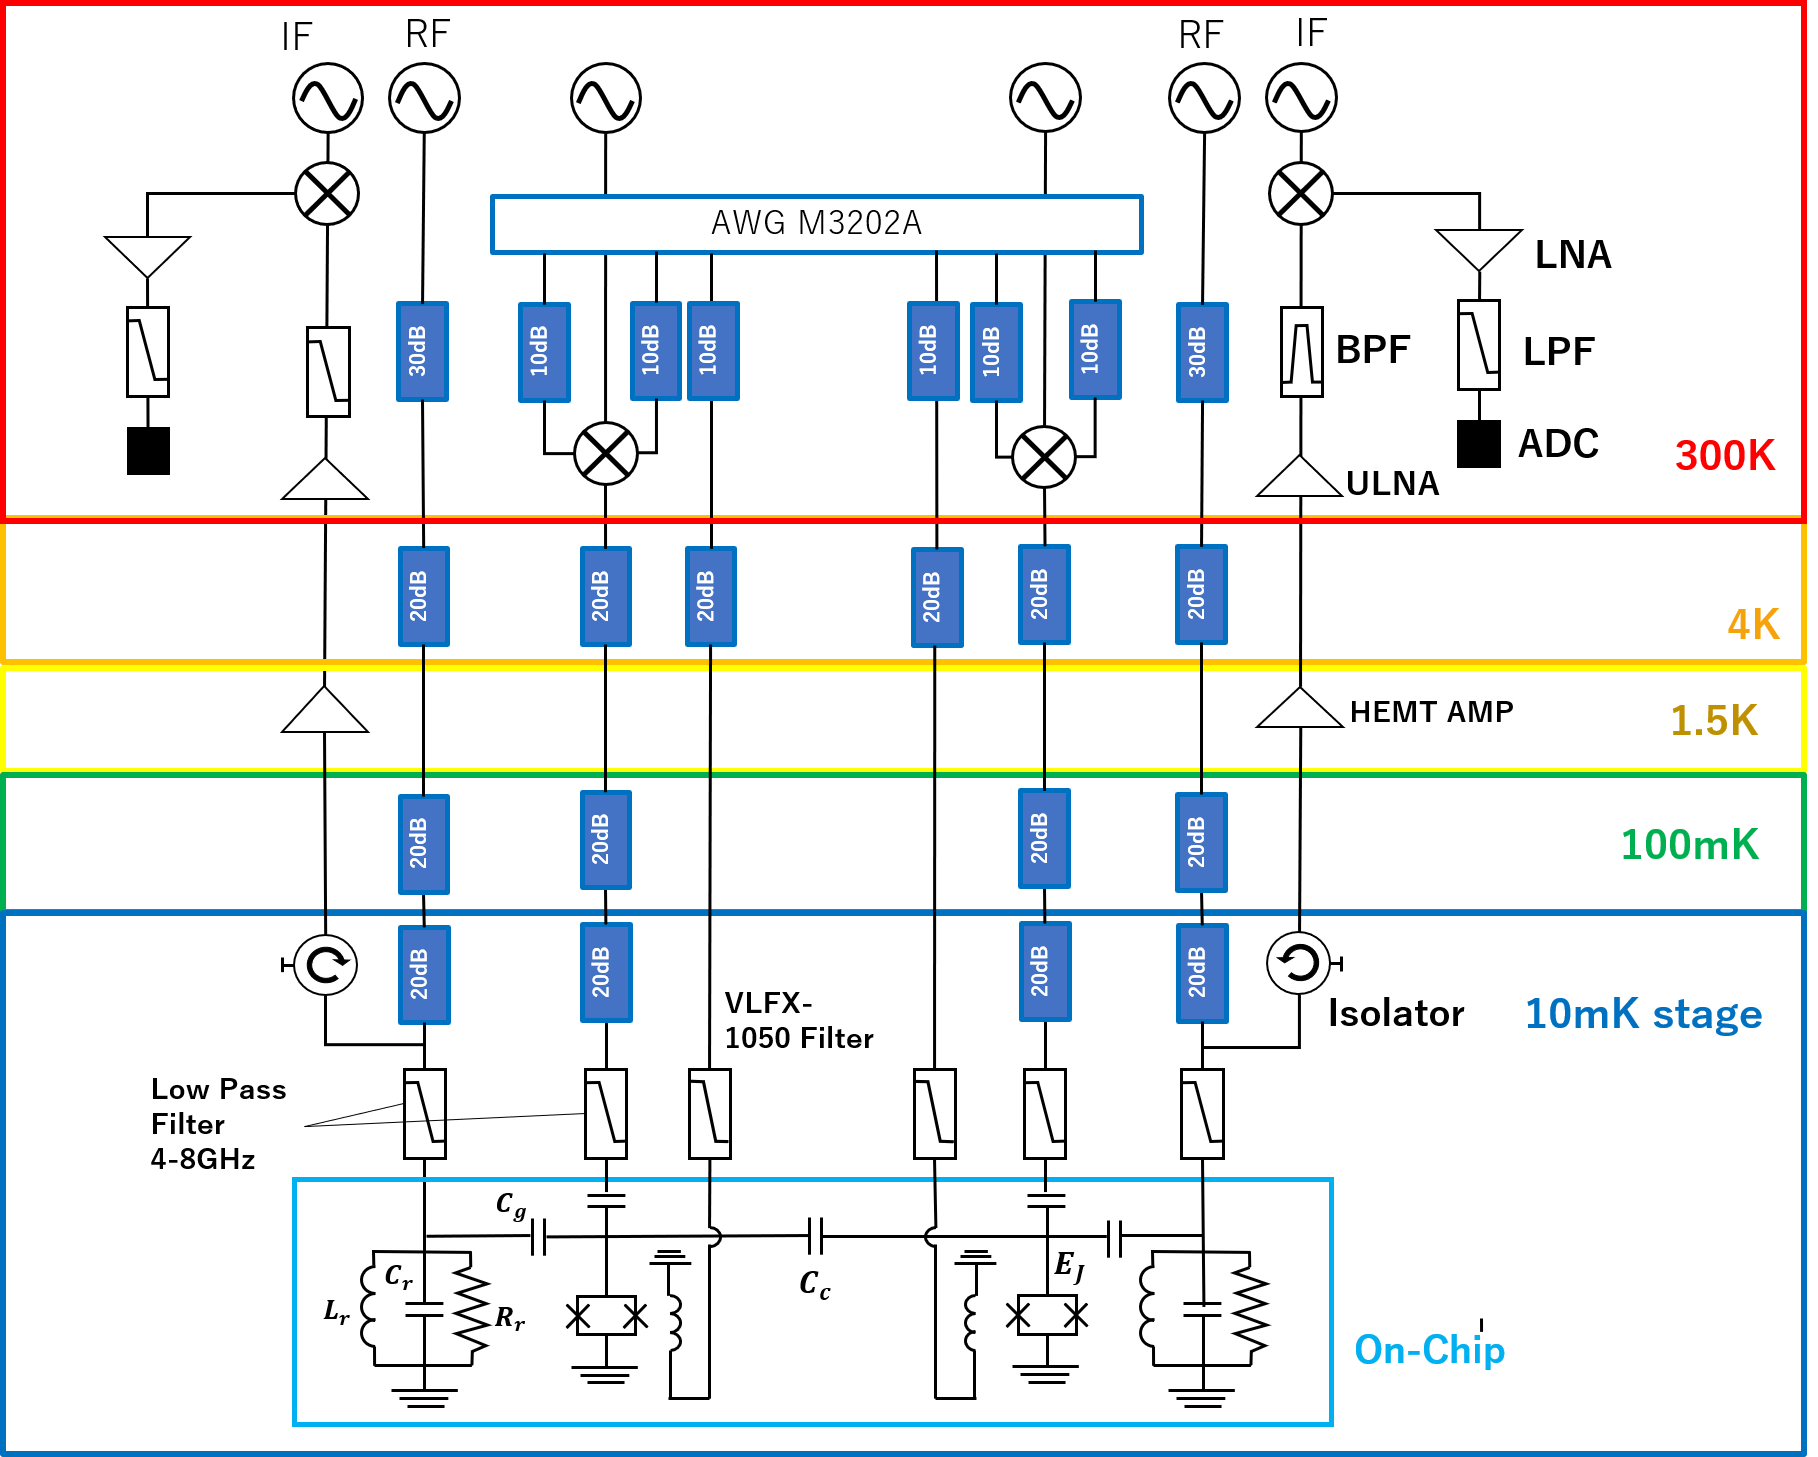 IF
RF
RF
IF
AWG M3202A
LNA
30dB
10dB
10dB
10dB
10dB
10dB
10dB
30dB
BPF
LPF
ADC
300K
ULNA
20dB
20dB
20dB
20dB
20dB
20dB
4K
HEMT AMP
1.5K
20dB
20dB
20dB
20dB
100mK
20dB
20dB
20dB
20dB
VLFX-
1050 Filter
Isolator
10mK stage
Low Pass
Filter
4-8GHz
C_g
C_r
L_r
R_r
C_c
E_J
On-Chip